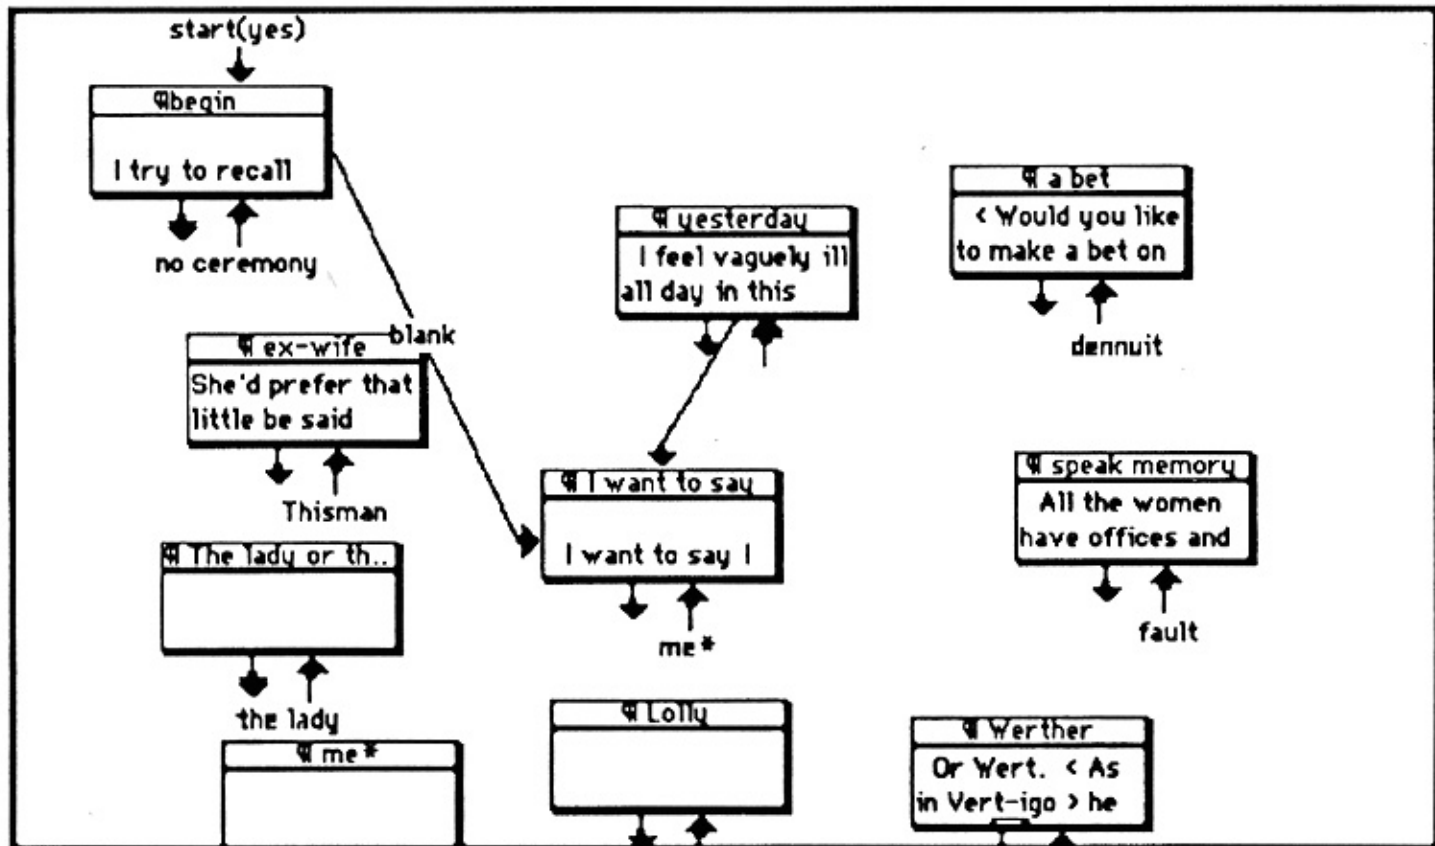 start(yes)
¶begin
I try to recall
no ceremony
blank
¶ yesterday
I feel vaguely ill
all day in this
¶ a bet
< Would you like
to make a bet on
dennuit
¶ ex-wife
She'd prefer that
little be said
Thisman
¶ I want to say
I want to say I
me*
¶ speak memory
All the women
have offices and
fault
¶ The lady or th..
the lady
¶ me*
¶ Lolly
¶ Werther
Or Wert. < As
in Vert-igo > he